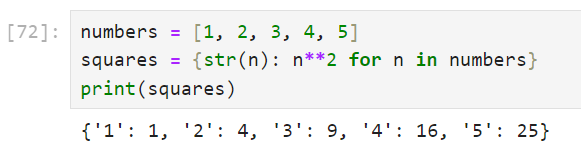 [72]: numbers = [1, 2, 3, 4, 5]
squares = {str(n): n**2 for n in numbers}
print(squares)
{'1': 1, '2': 4, '3': 9, '4': 16, '5': 25}